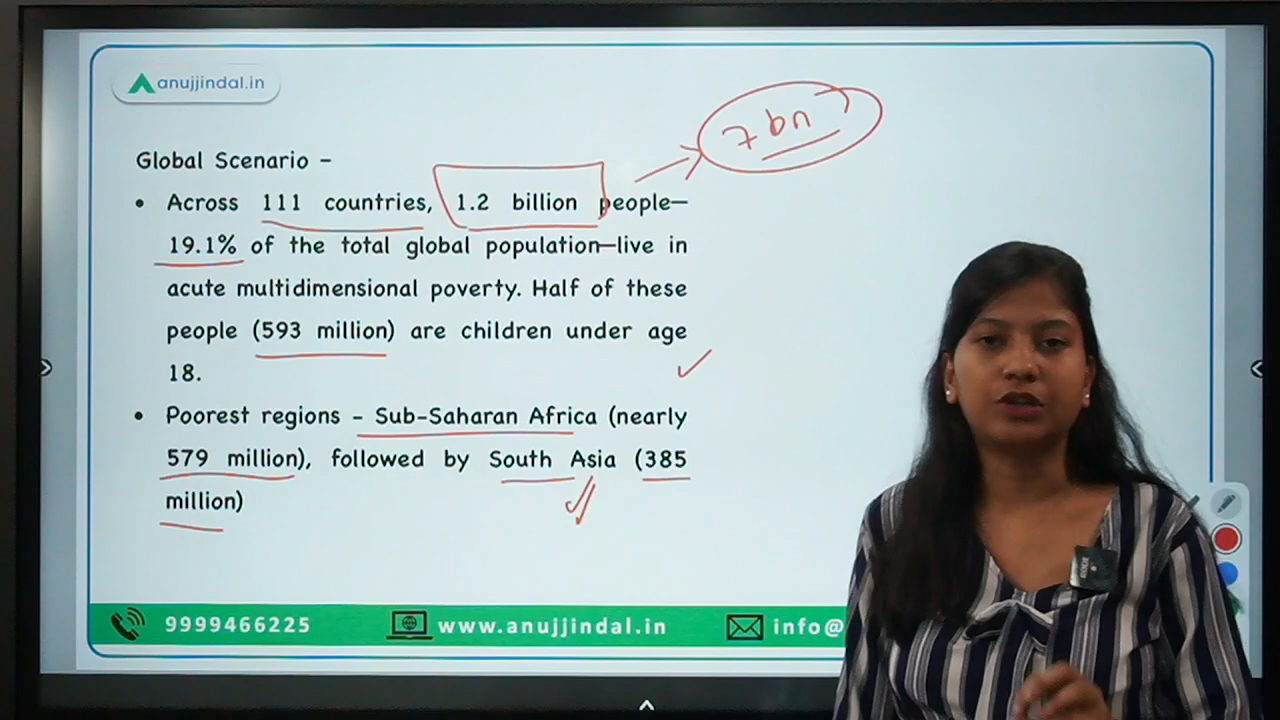 anujjindal.in
7 bn
Global Scenario –
• Across 111 countries, 1.2 billion people—
19.1% of the total global population—live in
acute multidimensional poverty. Half of these
people (593 million) are children under age
18.
• Poorest regions – Sub-Saharan Africa (nearly
579 million), followed by South Asia (385
million)
9999466225 www.anujjindal.in info@